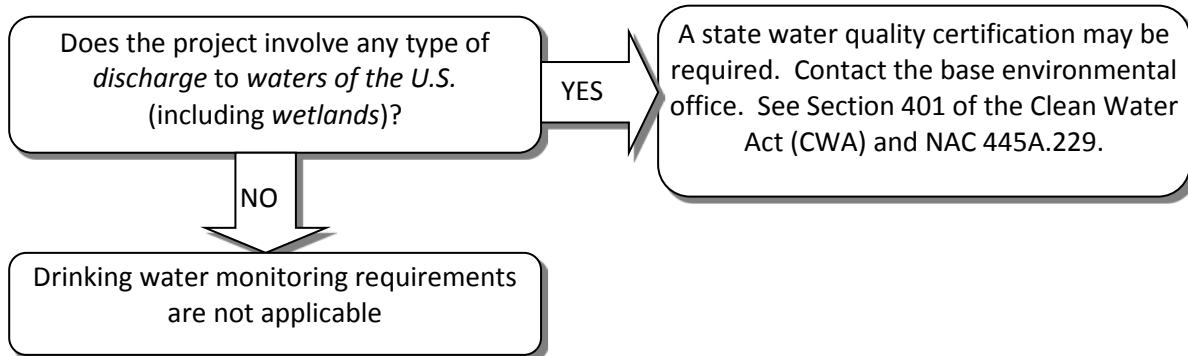 Does the project involve any type of
discharge to waters of the U.S.
(including wetlands)?
YES
A state water quality certification may be
required. Contact the base environmental
office. See Section 401 of the Clean Water
Act (CWA) and NAC 445A.229.
NO
Drinking water monitoring requirements
are not applicable